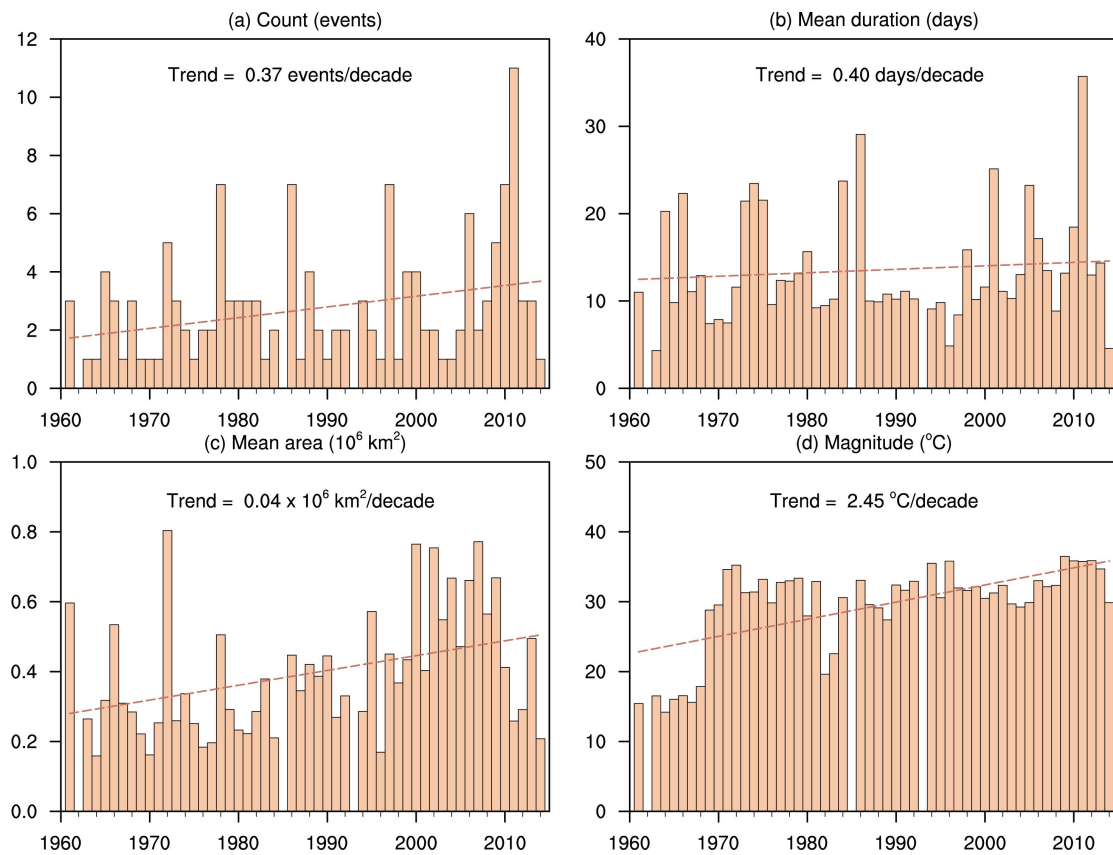 (a) Count (events)
Trend = 0.37 events/decade
12
10
8
6
4
2
0
1960 1970 1980 1990 2000 2010
(b) Mean duration (days)
Trend = 0.40 days/decade
40
30
20
10
0
1960 1970 1980 1990 2000 2010
(c) Mean area (10⁶ km²)
Trend = 0.04 x 10⁶ km²/decade
1.0
0.8
0.6
0.4
0.2
0.0
1960 1970 1980 1990 2000 2010
(d) Magnitude (°C)
Trend = 2.45 °C/decade
50
40
30
20
10
0
1960 1970 1980 1990 2000 2010